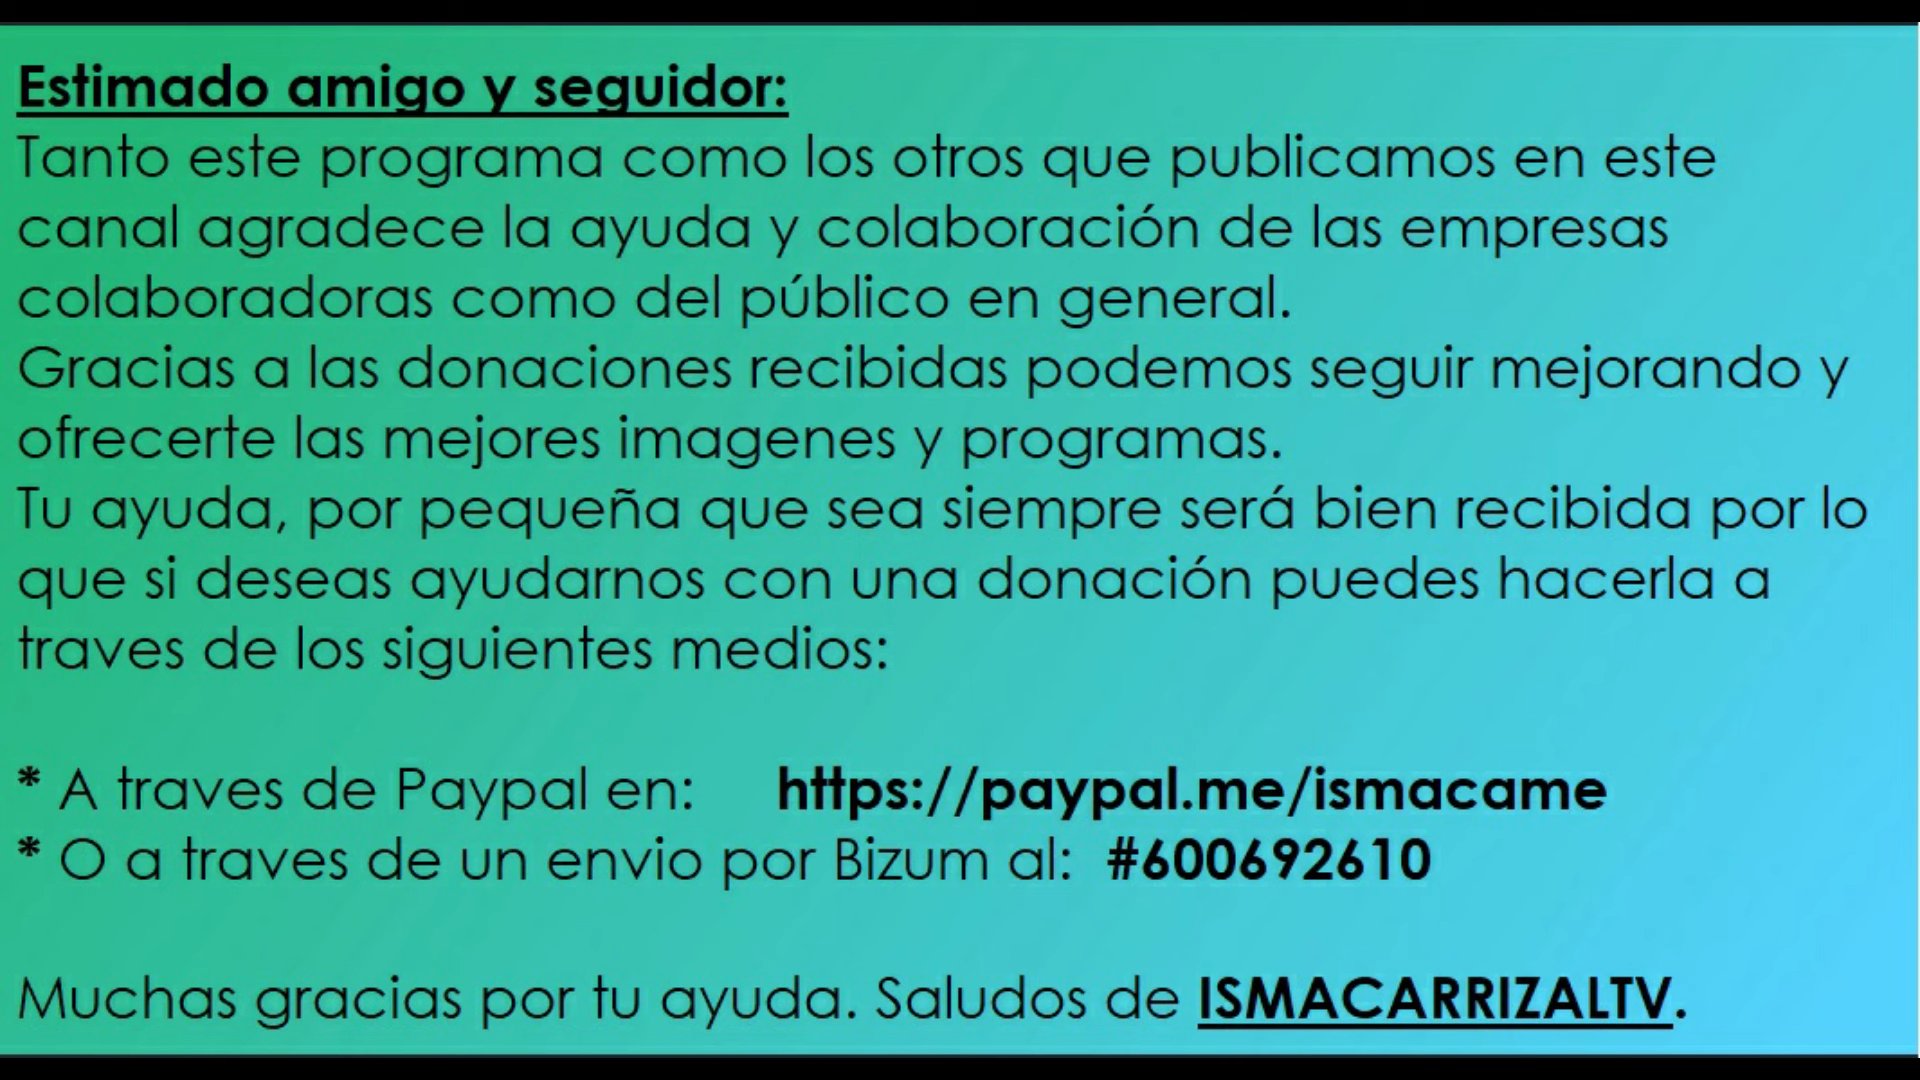 Estimado amigo y seguidor:
Tanto este programa como los otros que publicamos en este
canal agradece la ayuda y colaboración de las empresas
colaboradoras como del público en general.
Gracias a las donaciones recibidas podemos seguir mejorando y
ofrecerte las mejores imagenes y programas.
Tu ayuda, por pequeña que sea siempre será bien recibida por lo
que si deseas ayudarnos con una donación puedes hacerla a
traves de los siguientes medios:
* A traves de Paypal en: https://paypal.me/ismacame
* O a traves de un envio por Bizum al: #600692610
Muchas gracias por tu ayuda. Saludos de ISMACARRIZALTV.